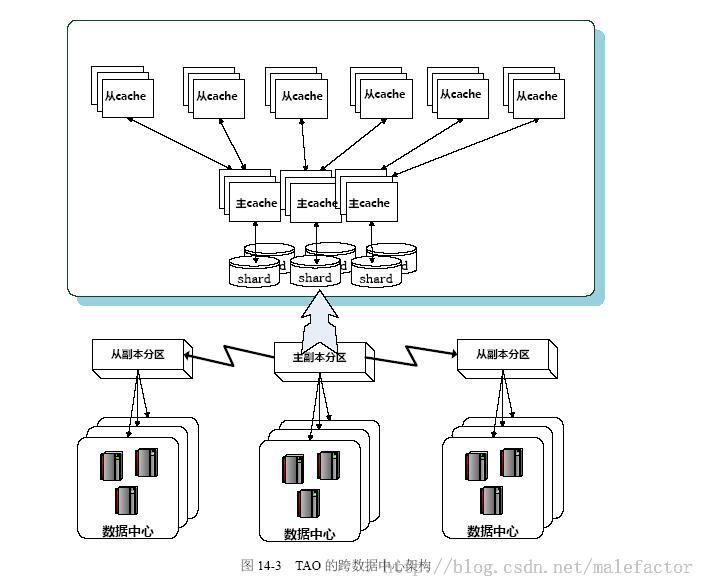 从cache 从cache 从cache 从cache 从cache 从cache
主cache 主cache 主cache
shard shard shard
从副本分区 主副本分区 从副本分区
数据中心 数据中心 数据中心
图 14-3 TAO 的跨数据中心架构
http://blog.csdn.net/malefactor